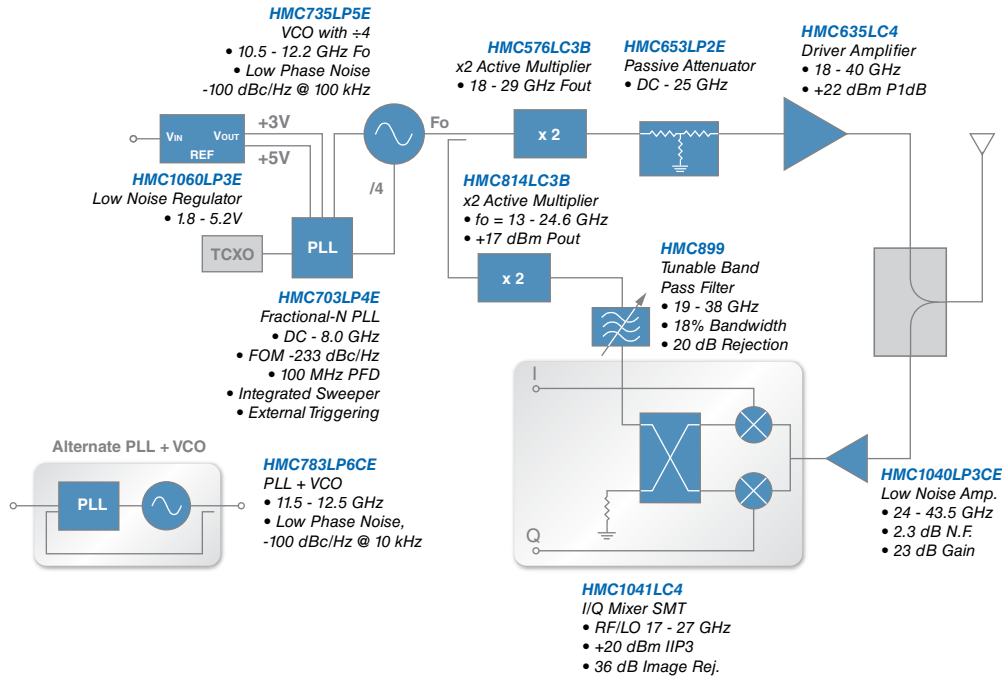 HMC735LP5E
VCO with ÷4
• 10.5 - 12.2 GHz Fo
• Low Phase Noise
-100 dBc/Hz @ 100 kHz
HMC576LC3B
x2 Active Multiplier
• 18 - 29 GHz Fout
HMC653LP2E
Passive Attenuator
• DC - 25 GHz
HMC635LC4
Driver Amplifier
• 18 - 40 GHz
• +22 dBm P1dB
VIN
VOUT
REF
+3V
+5V
Fo
/4
x 2
HMC1060LP3E
Low Noise Regulator
• 1.8 - 5.2V
TCXO
PLL
HMC814LC3B
x2 Active Multiplier
• fo = 13 - 24.6 GHz
• +17 dBm Pout
x 2
HMC899
Tunable Band
Pass Filter
• 19 - 38 GHz
• 18% Bandwidth
• 20 dB Rejection
HMC703LP4E
Fractional-N PLL
• DC - 8.0 GHz
• FOM -233 dBc/Hz
• 100 MHz PFD
• Integrated Sweeper
• External Triggering
I
Q
Alternate PLL + VCO
PLL
HMC783LP6CE
PLL + VCO
• 11.5 - 12.5 GHz
• Low Phase Noise,
-100 dBc/Hz @ 10 kHz
HMC1040LP3CE
Low Noise Amp.
• 24 - 43.5 GHz
• 2.3 dB N.F.
• 23 dB Gain
HMC1041LC4
I/Q Mixer SMT
• RF/LO 17 - 27 GHz
• +20 dBm IIP3
• 36 dB Image Rej.